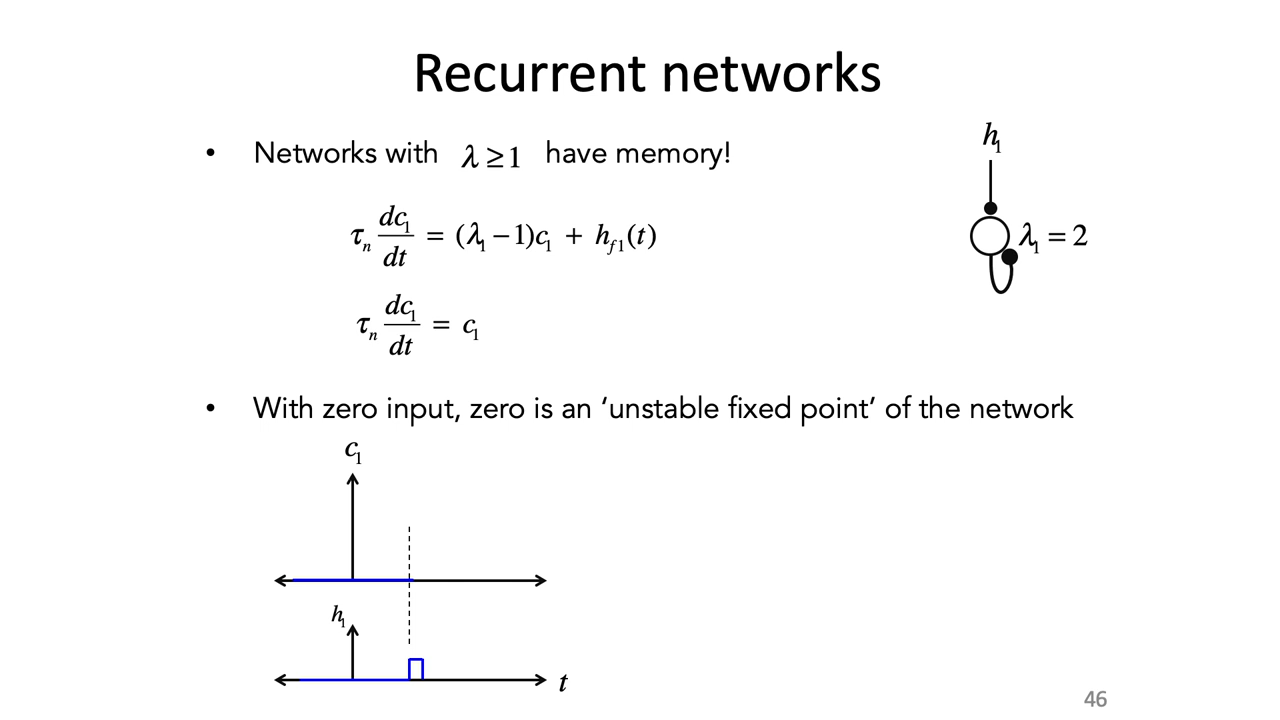 Recurrent networks
• Networks with λ ≥ 1 have memory!
h₁
τₙ dc₁/dt = (λ₁ − 1)c₁ + h_f1(t)
λ₁ = 2
τₙ dc₁/dt = c₁
• With zero input, zero is an ‘unstable fixed point’ of the network
c₁
h₁
t
46